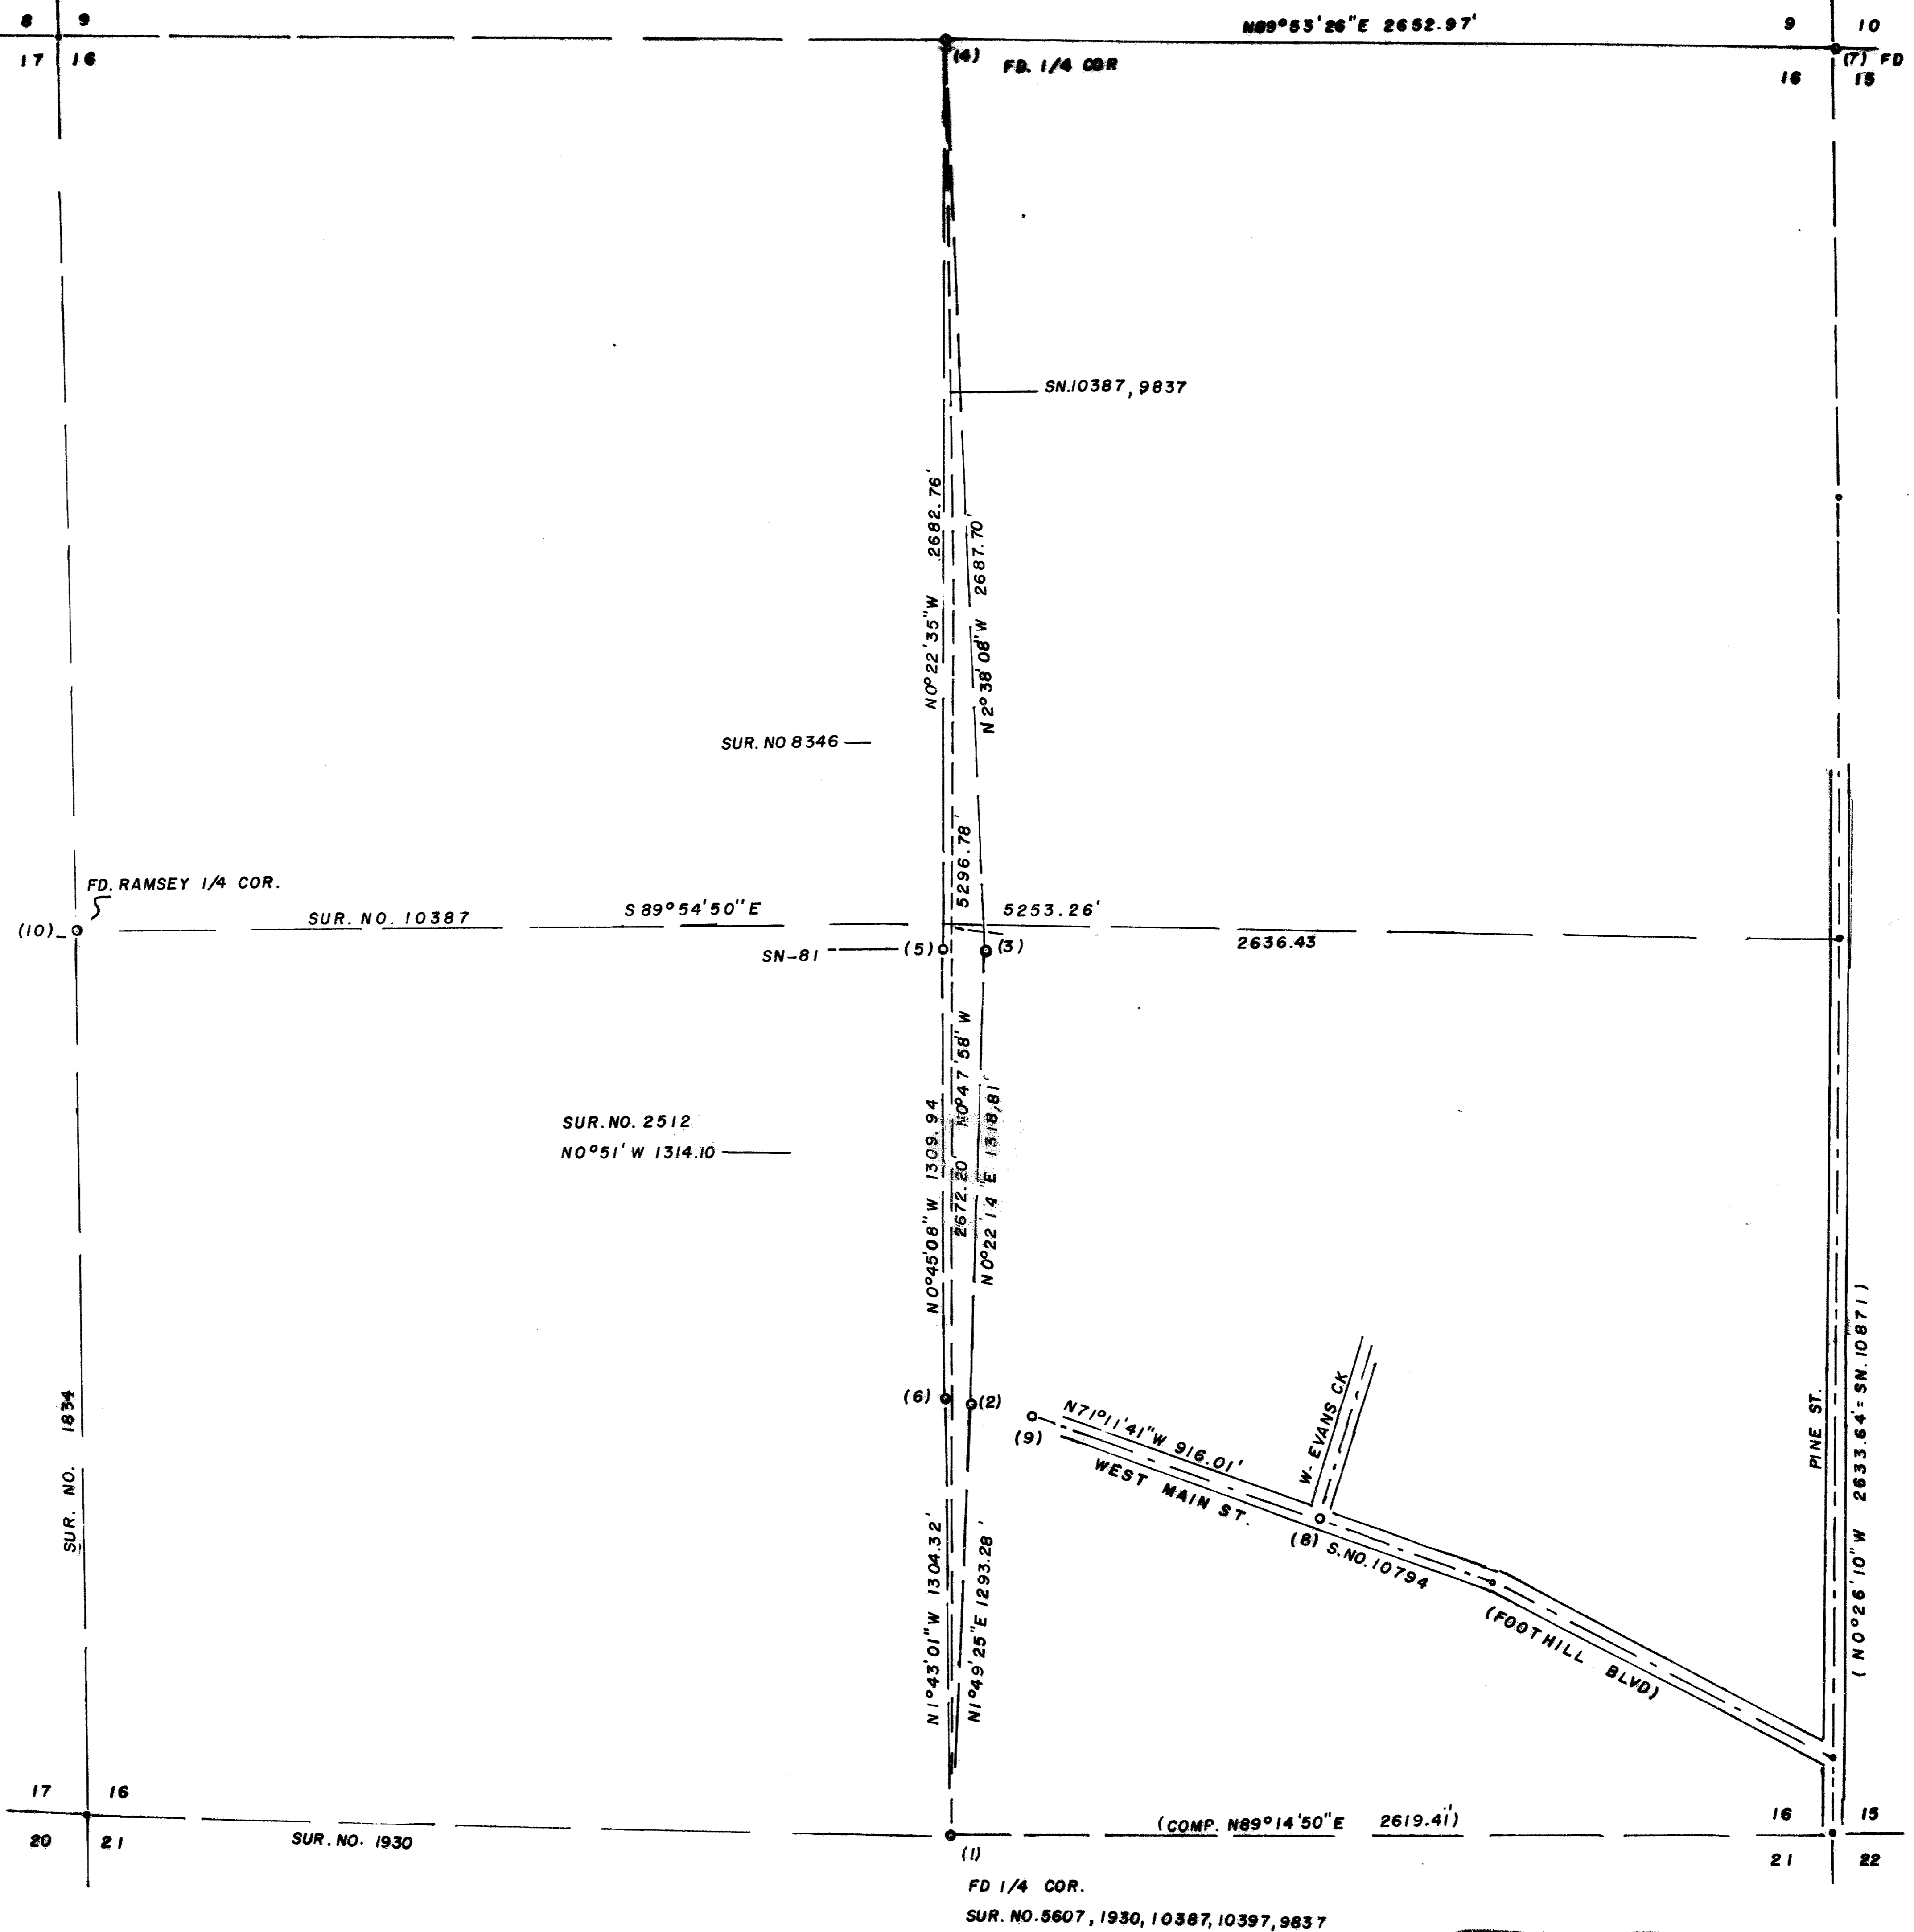 8 9
N89°53'26"E 2652.97'
9 10
17 16
(4)
FD. 1/4 COR
(7) FD
16 15
SN.10387, 9837
N0°22'35"W 2682.76'
N 2°38'08"W 2687.70'
SUR. NO 8346
5296.78'
FD. RAMSEY 1/4 COR.
(10)
SUR. NO. 10387
S 89°54'50"E
5253.26'
2636.43
SN-81
(5)
(3)
N0°47'58" W
SUR. NO. 2512
N0°51' W 1314.10
N0°45'08" W 1309.94
2672.20'
N0°22'14"E 1318.81'
(6)
(2)
(9)
N71°11'41"W 916.01'
WEST MAIN ST.
W- EVANS CK
(8) S.NO. 10794
(FOOTHILL BLVD)
PINE ST.
(N0°26'10"W 2633.64'= SN. 10871)
SUR. NO. 1834
N1°43'01"W 1304.32'
N1°49'25"E 1293.28'
17 16
20 21
SUR. NO. 1930
(COMP. N89°14'50"E 2619.41')
16 15
21 22
(1)
FD 1/4 COR.
SUR. NO.5607, 1930, 10387, 10397, 9837